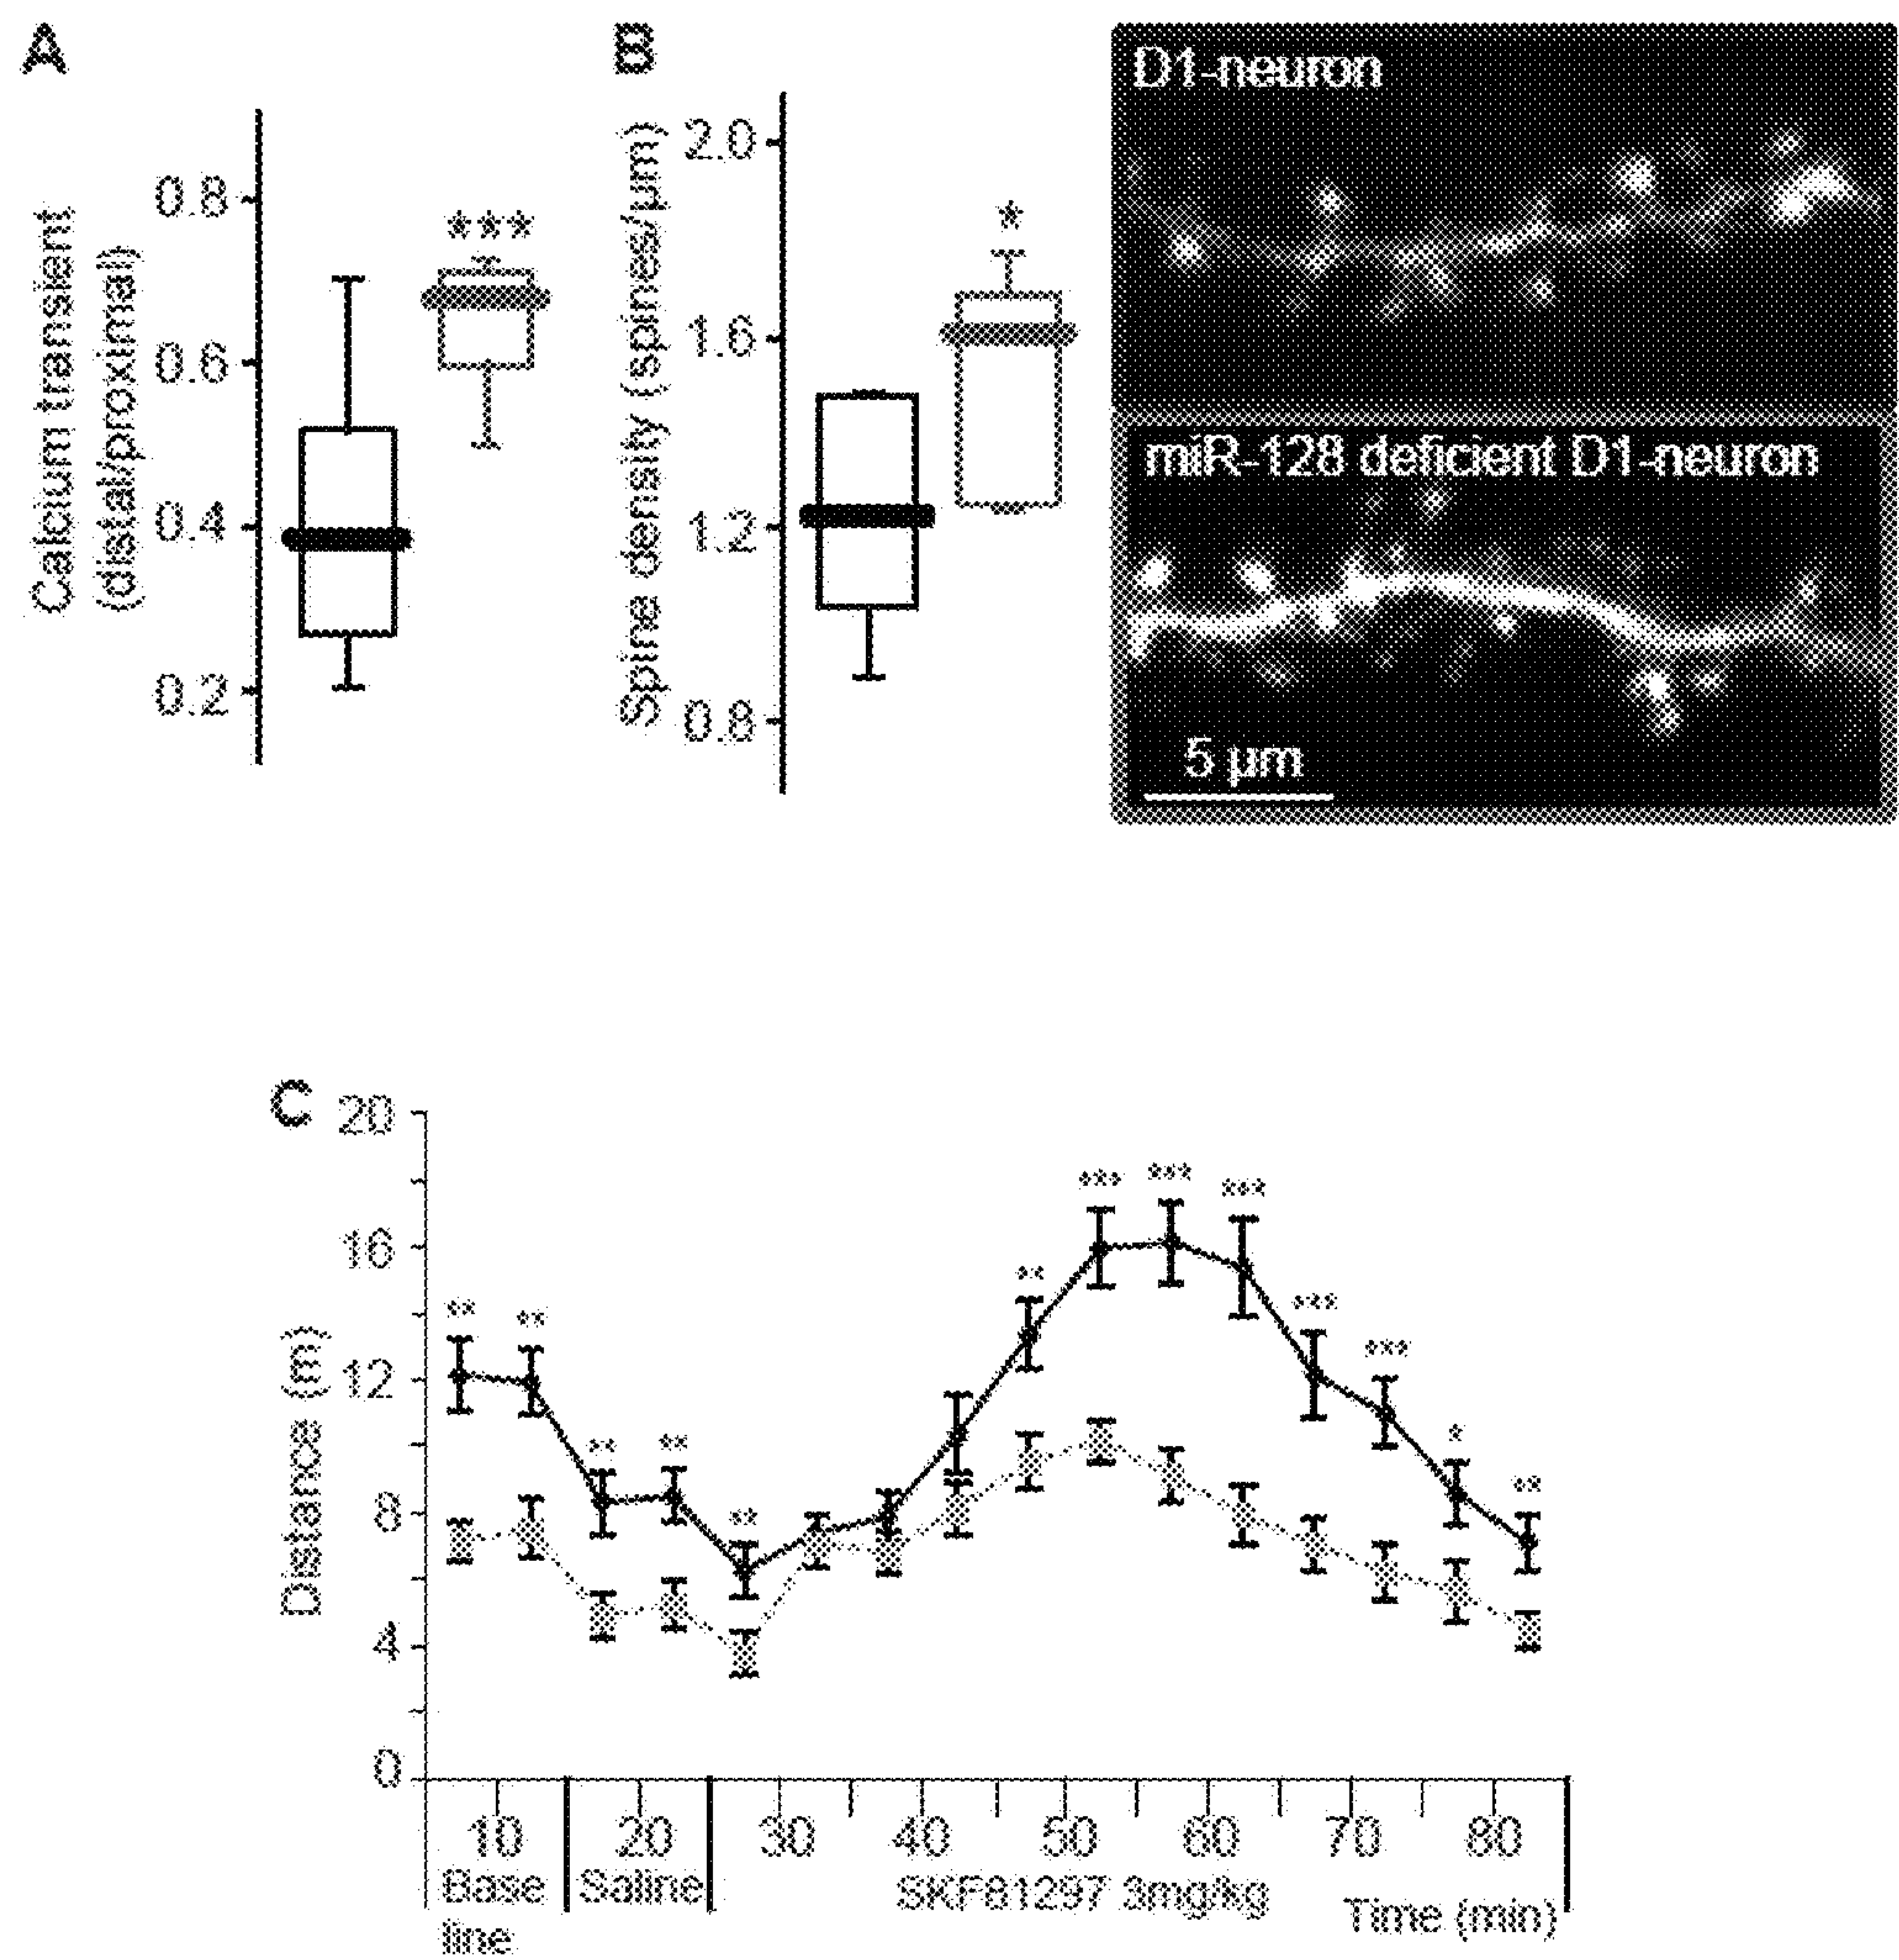 A
Calcium transient
(distal/proximal)
0.8
0.6
0.4
0.2
***
B
Spine density (spines/µm)
2.0
1.6
1.2
0.8
*
D1-neuron
miR-128 deficient D1-neuron
5 µm
C
Distance (m)
20
16
12
8
4
0
** ** ** ** ** ** *** *** *** *** *** * **
10 20 30 40 50 60 70 80
Base
line
Saline
SKF81297 3mg/kg
Time (min)